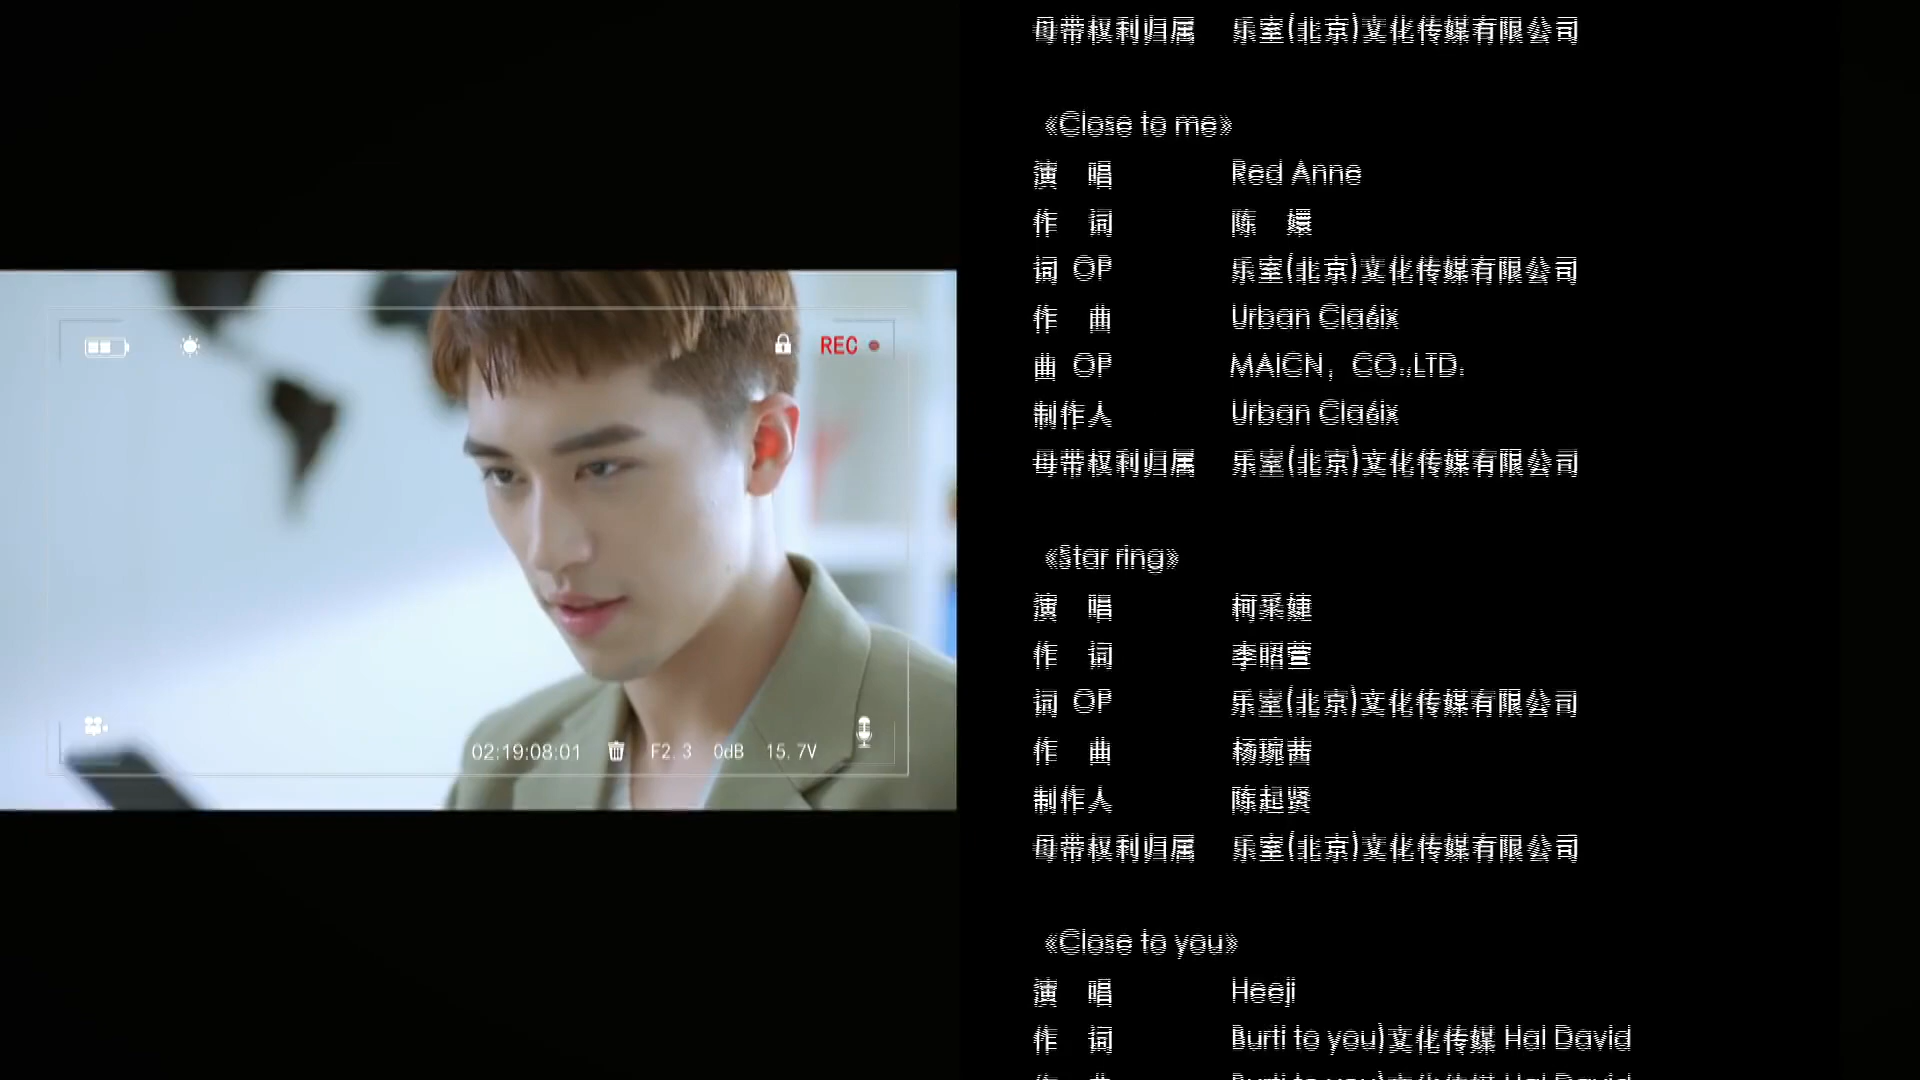 REC
02:19:08:01 F2.3 0dB 15.7V
母带权利归属 乐室(北京)文化传媒有限公司
《Close to me》
演 唱 Red Anne
作 词 陈 嬛
词 OP 乐室(北京)文化传媒有限公司
作 曲 Urban Cla6ix
曲 OP MAICN, CO.,LTD.
制作人 Urban Cla6ix
母带权利归属 乐室(北京)文化传媒有限公司
《Star ring》
演 唱 柯采婕
作 词 李昭萱
词 OP 乐室(北京)文化传媒有限公司
作 曲 杨琬茜
制作人 陈起贤
母带权利归属 乐室(北京)文化传媒有限公司
《Close to you》
演 唱 Heeji
作 词 Burti to you)文化传媒 Hal David